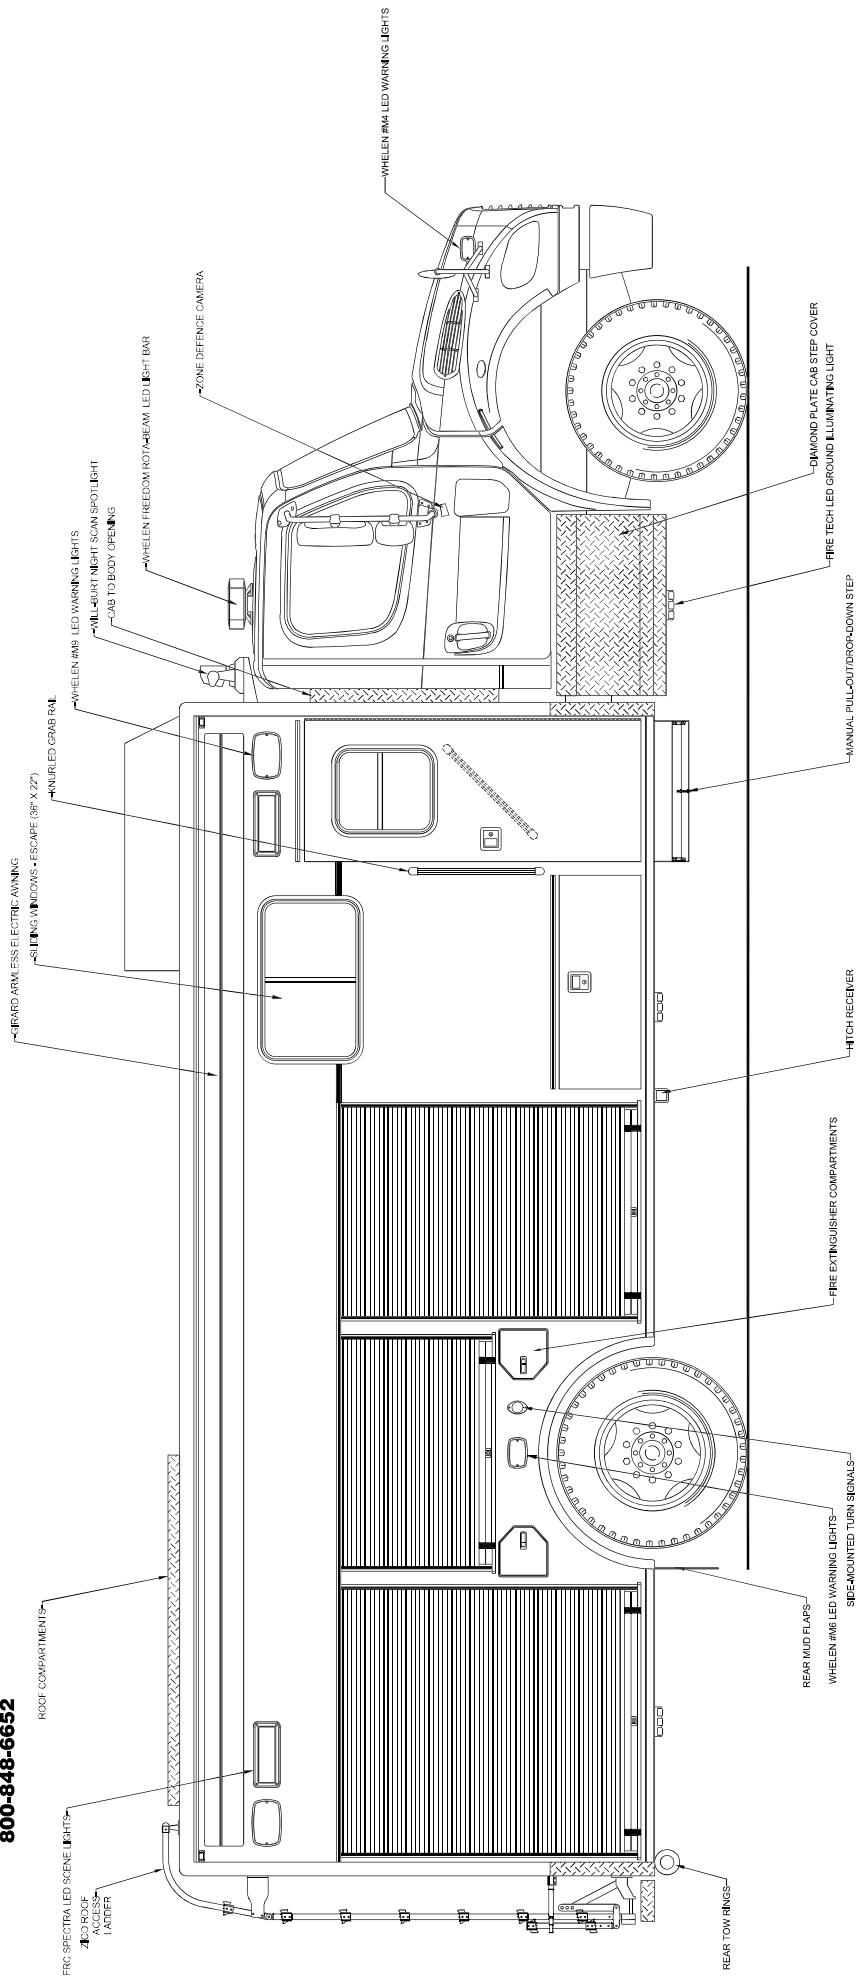 800-848-6652
FRC SPECTRA LED SCENE LIGHTS
ZICO ROOF
ACCESS
LADDER
ROOF COMPARTMENTS
GIRARD ARMLESS ELECTRIC AWNING
SLIDING WINDOWS - ESCAPE (36" X 22")
KNURLED GRAB RAIL
WHELEN #M9 LED WARNING LIGHTS
WILL-BURT NIGHT SCAN SPOTLIGHT
CAB TO BODY OPENING
WHELEN FREEDOM ROTA-BEAM LED LIGHT BAR
ZONE DEFENCE CAMERA
WHELEN #M4 LED WARNING LIGHTS
REAR TOW RINGS
REAR MUD FLAPS
WHELEN #M6 LED WARNING LIGHTS
SIDE-MOUNTED TURN SIGNALS
FIRE EXTINGUISHER COMPARTMENTS
HITCH RECEIVER
MANUAL PULL-OUT/DROP-DOWN STEP
FIRE TECH LED GROUND ILLUMINATING LIGHT
DIAMOND PLATE CAB STEP COVER